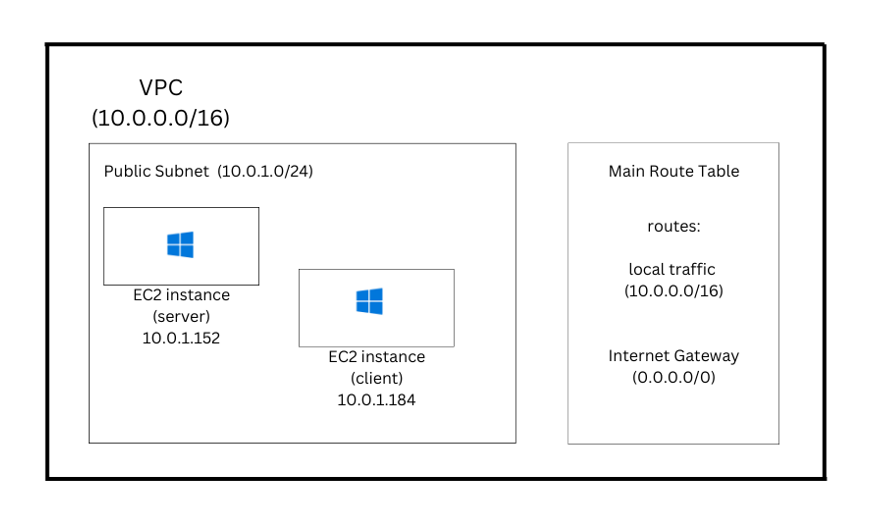 VPC
(10.0.0.0/16)
Public Subnet (10.0.1.0/24)
EC2 instance
(server)
10.0.1.152
EC2 instance
(client)
10.0.1.184
Main Route Table
routes:
local traffic
(10.0.0.0/16)
Internet Gateway
(0.0.0.0/0)